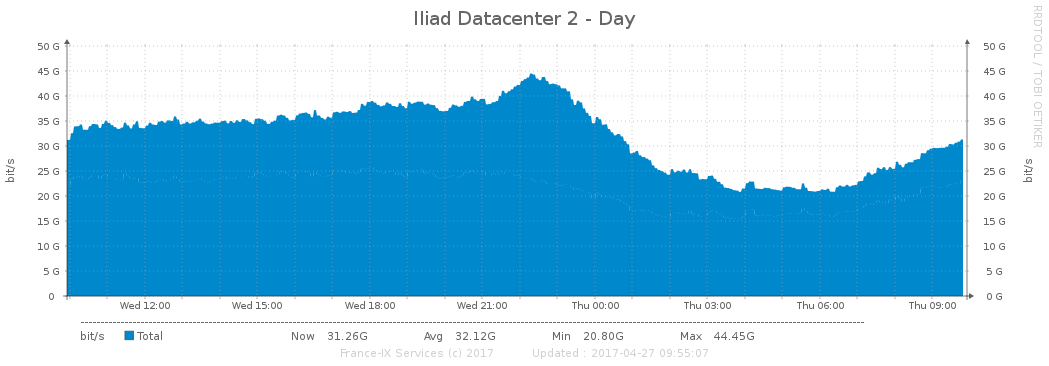 Iliad Datacenter 2 - Day
RRDTOOL / TOBI OETIKER
bit/s
50 G
45 G
40 G
35 G
30 G
25 G
20 G
15 G
10 G
5 G
0
50 G
45 G
40 G
35 G
30 G
25 G
20 G
15 G
10 G
5 G
0 G
bit/s
Wed 12:00 Wed 15:00 Wed 18:00 Wed 21:00 Thu 00:00 Thu 03:00 Thu 06:00 Thu 09:00
bit/s Total Now 31.26G Avg 32.12G Min 20.80G Max 44.45G
France-IX Services (c) 2017 Updated : 2017-04-27 09:55:07